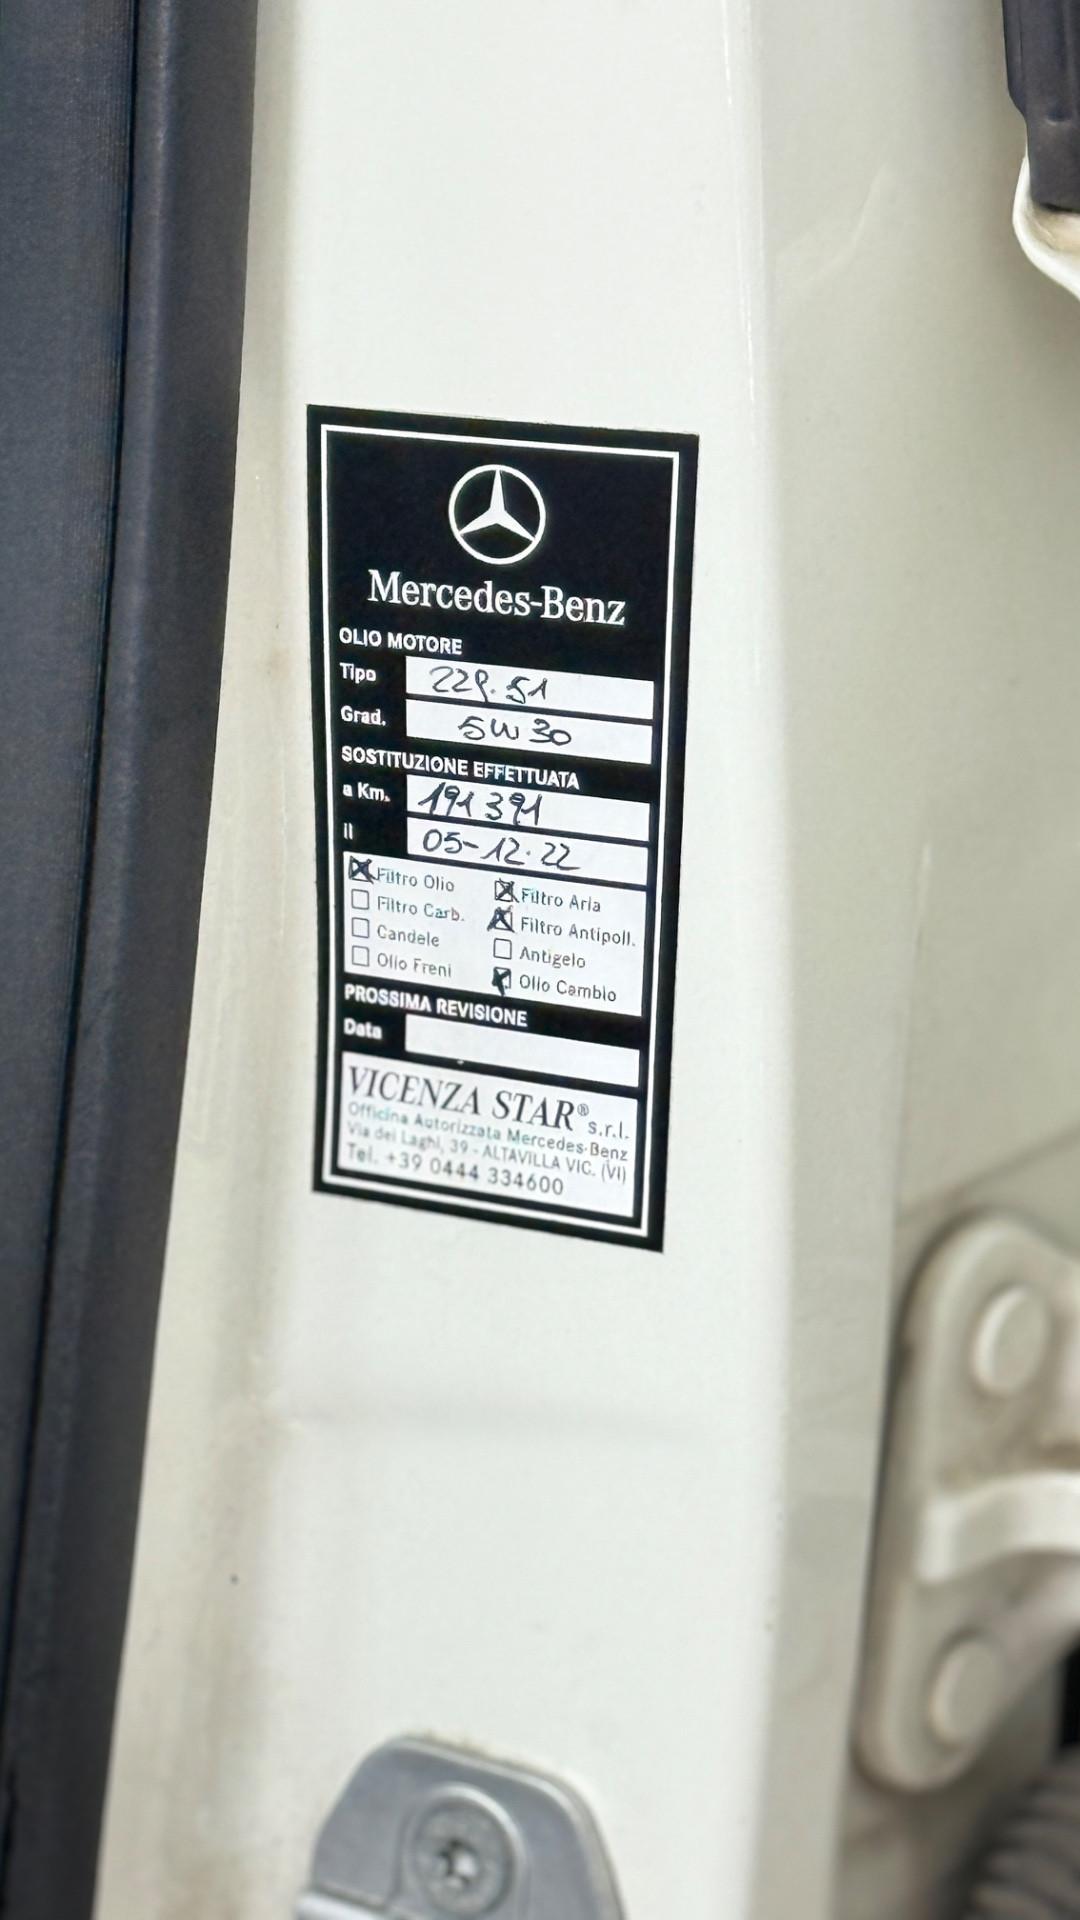 Mercedes-Benz
OLIO MOTORE
Tipo 229.51
Grad. 5W30
SOSTITUZIONE EFFETTUATA
a Km. 191391
il 05-12-22
Filtro Olio Filtro Aria
Filtro Carb. Filtro Antipoll.
Candele Antigelo
Olio Freni Olio Cambio
PROSSIMA REVISIONE
Data
VICENZA STAR® s.r.l.
Officina Autorizzata Mercedes-Benz
Via dei Laghi, 39 - ALTAVILLA VIC. (VI)
Tel. +39 0444 334600